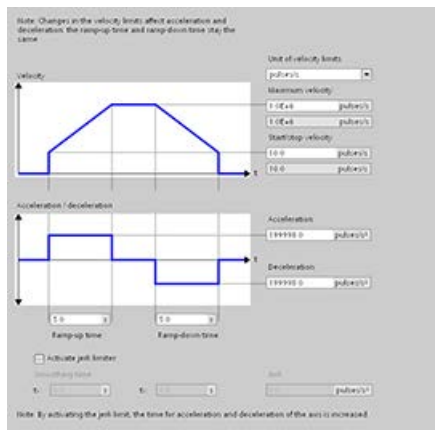 Note: Changes in the velocity limits affect acceleration and
deceleration: the ramp-up time and ramp-down time stay the
same
Unit of velocity limits
pulses/s
Velocity
Maximum velocity:
1.0E+6 pulses/s
1.0E+6 pulses/s
Start/stop velocity:
10.0 pulses/s
10.0 pulses/s
t
Acceleration / deceleration
Acceleration:
199998.0 pulses/s²
t
Deceleration:
199998.0 pulses/s²
5.0 s
5.0 s
Ramp-up time
Ramp-down time
Activate jerk limiter
Smoothing time
Jerk
s
s
pulses/s³
Note: By activating the jerk limit, the time for acceleration and deceleration of the axis is increased.